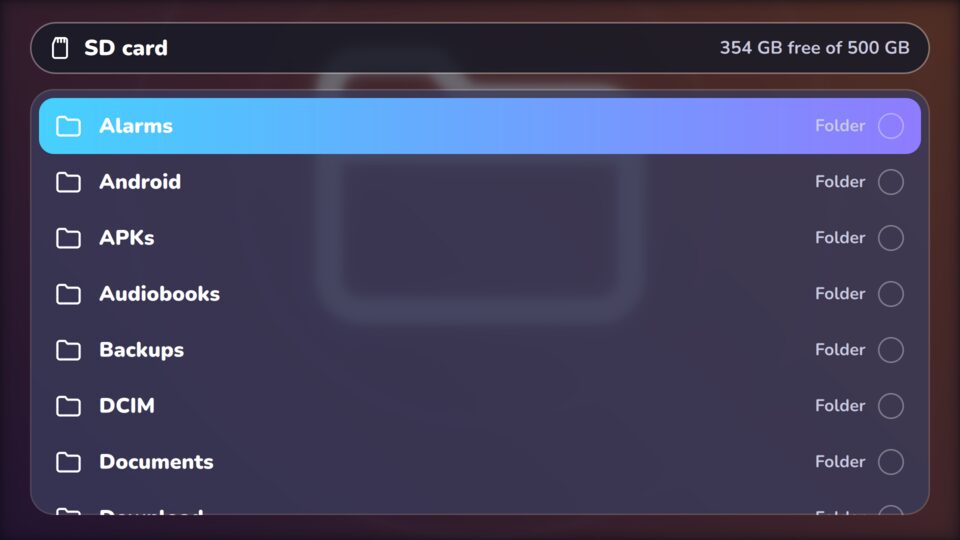 SD card
354 GB free of 500 GB
Alarms Folder
Android Folder
APKs Folder
Audiobooks Folder
Backups Folder
DCIM Folder
Documents Folder